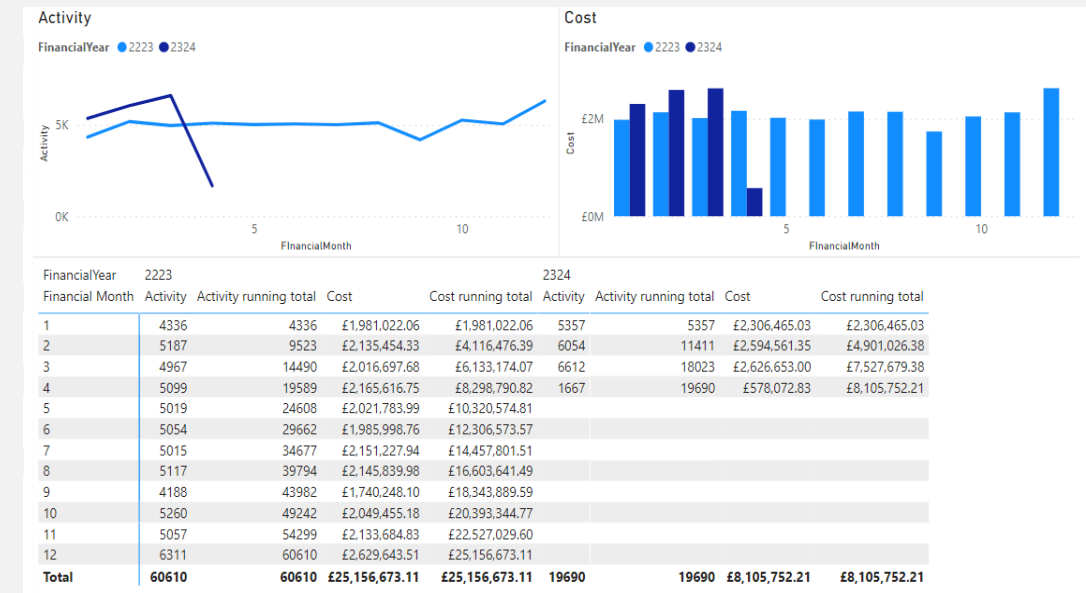 Activity
FinancialYear 2223 2324
5K
0K
Activity
5 10
FInancialMonth
Cost
FinancialYear 2223 2324
£2M
£0M
Cost
5 10
FInancialMonth
FinancialYear 2223 2324
Financial Month Activity Activity running total Cost Cost running total Activity Activity running total Cost Cost running total
1 4336 4336 £1,981,022.06 £1,981,022.06 5357 5357 £2,306,465.03 £2,306,465.03
2 5187 9523 £2,135,454.33 £4,116,476.39 6054 11411 £2,594,561.35 £4,901,026.38
3 4967 14490 £2,016,697.68 £6,133,174.07 6612 18023 £2,626,653.00 £7,527,679.38
4 5099 19589 £2,165,616.75 £8,298,790.82 1667 19690 £578,072.83 £8,105,752.21
5 5019 24608 £2,021,783.99 £10,320,574.81
6 5054 29662 £1,985,998.76 £12,306,573.57
7 5015 34677 £2,151,227.94 £14,457,801.51
8 5117 39794 £2,145,839.98 £16,603,641.49
9 4188 43982 £1,740,248.10 £18,343,889.59
10 5260 49242 £2,049,455.18 £20,393,344.77
11 5057 54299 £2,133,684.83 £22,527,029.60
12 6311 60610 £2,629,643.51 £25,156,673.11
Total 60610 60610 £25,156,673.11 £25,156,673.11 19690 19690 £8,105,752.21 £8,105,752.21